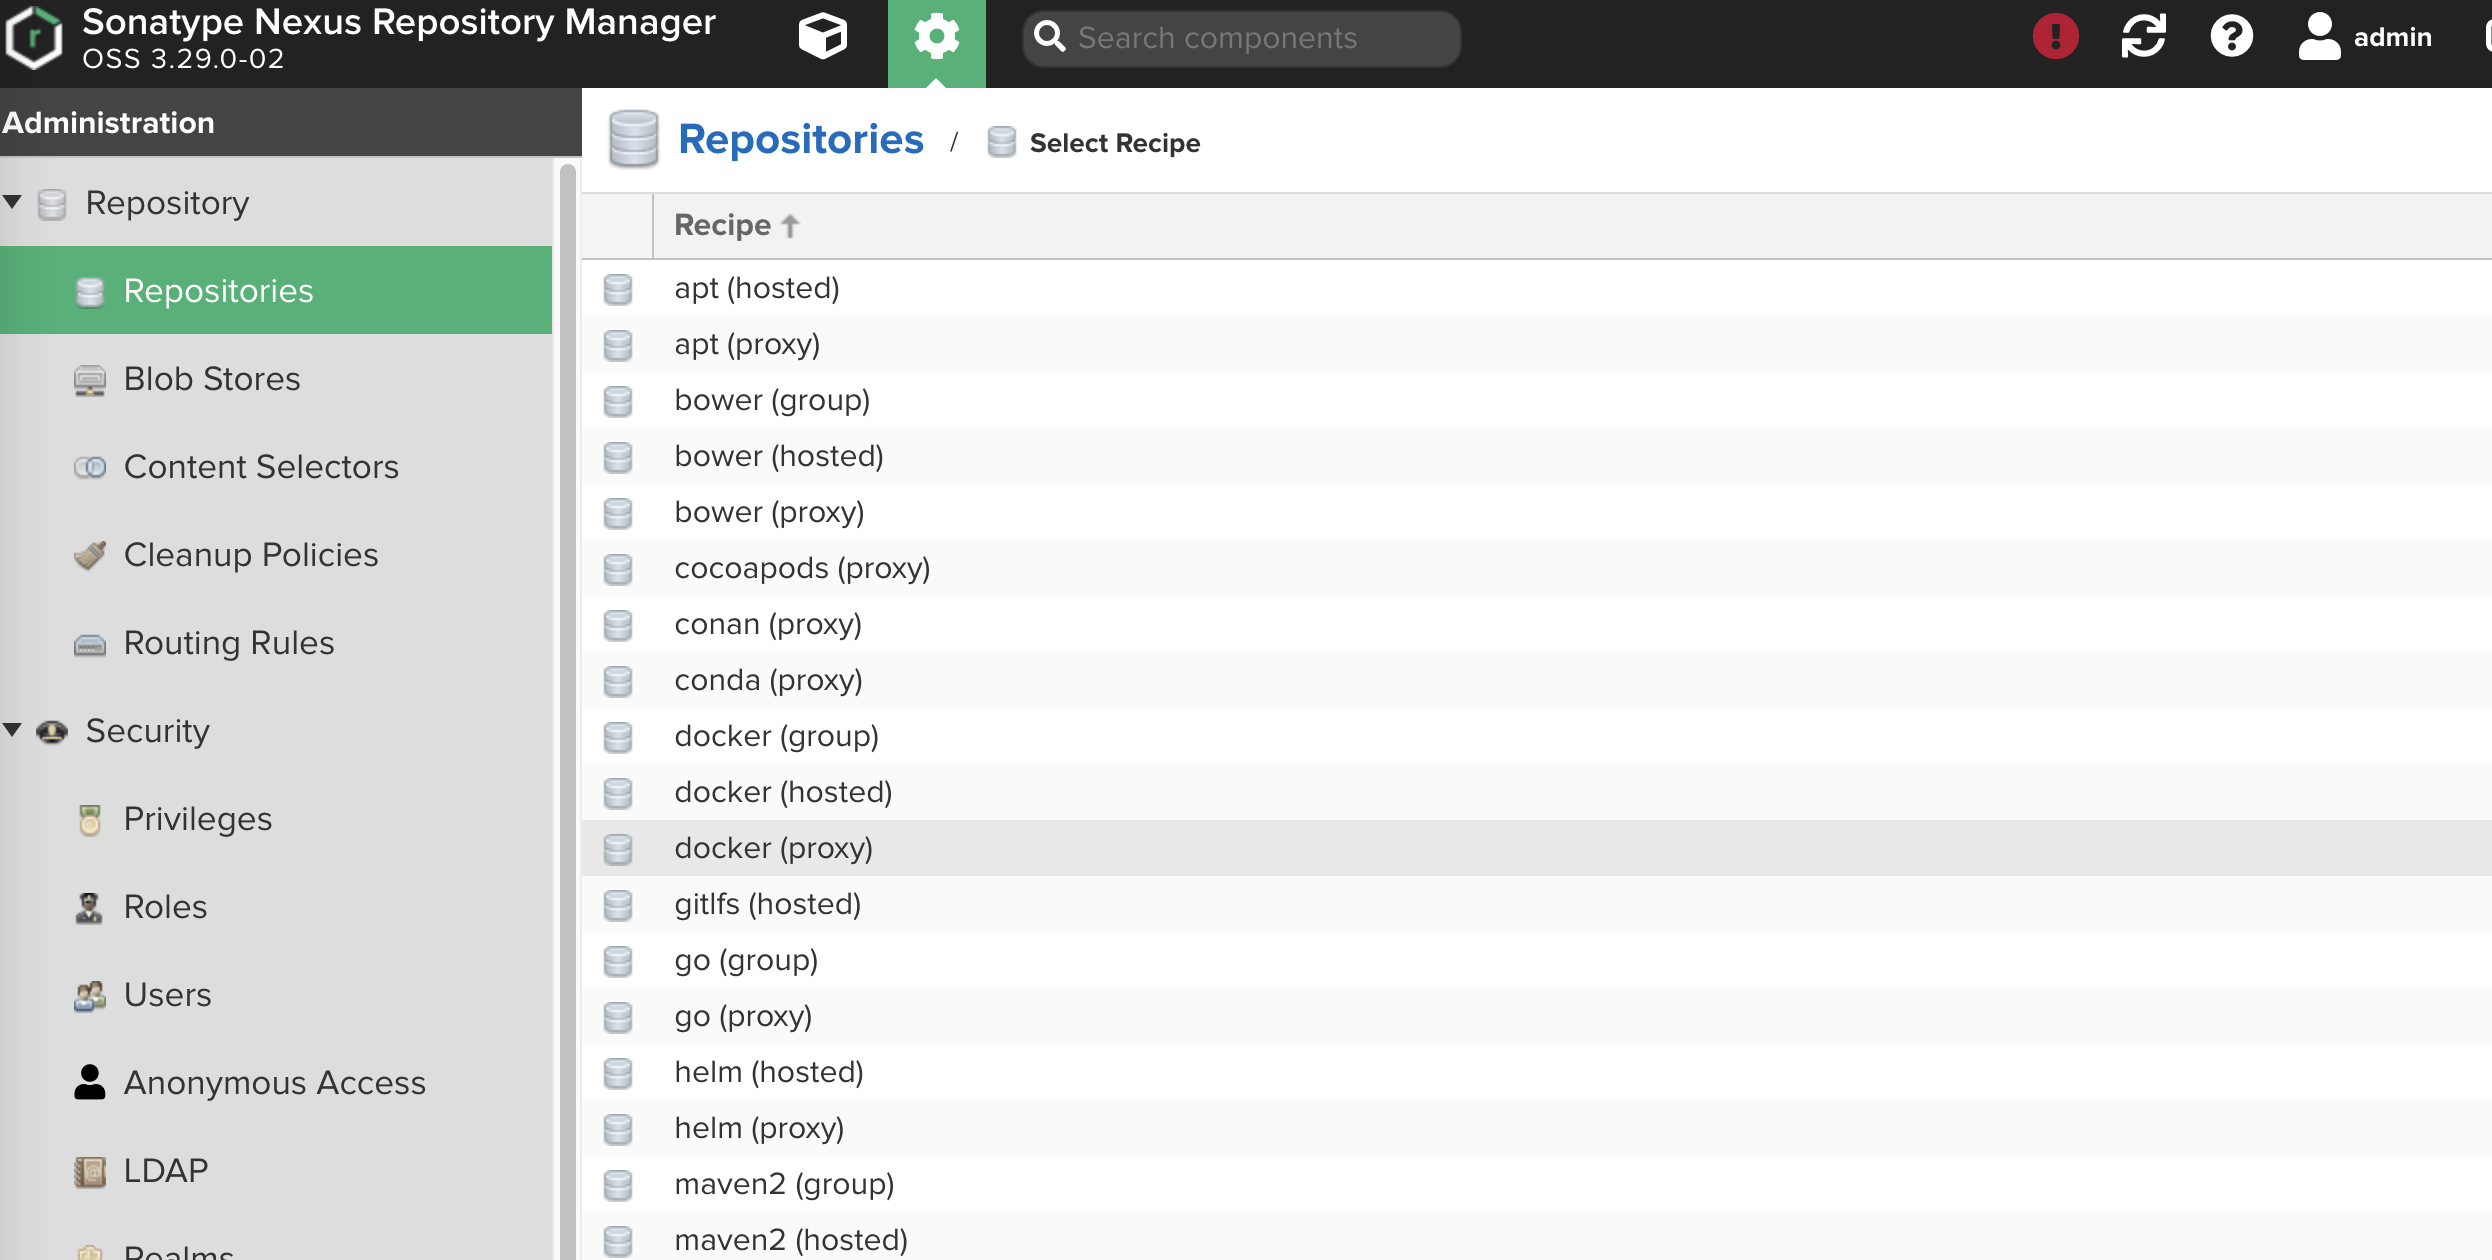 Sonatype Nexus Repository Manager
OSS 3.29.0-02
Search components
admin
Administration
Repository
Repositories
Blob Stores
Content Selectors
Cleanup Policies
Routing Rules
Security
Privileges
Roles
Users
Anonymous Access
LDAP
Realms
Repositories / Select Recipe
Recipe
apt (hosted)
apt (proxy)
bower (group)
bower (hosted)
bower (proxy)
cocoapods (proxy)
conan (proxy)
conda (proxy)
docker (group)
docker (hosted)
docker (proxy)
gitlfs (hosted)
go (group)
go (proxy)
helm (hosted)
helm (proxy)
maven2 (group)
maven2 (hosted)